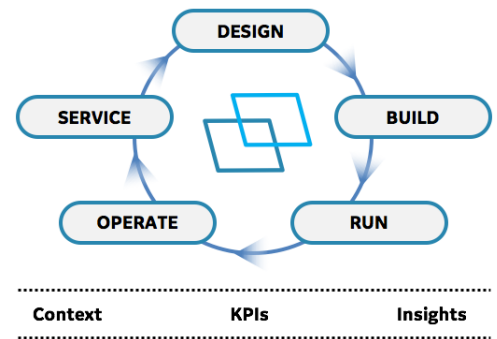 DESIGN
SERVICE
BUILD
OPERATE
RUN
Context KPIs Insights